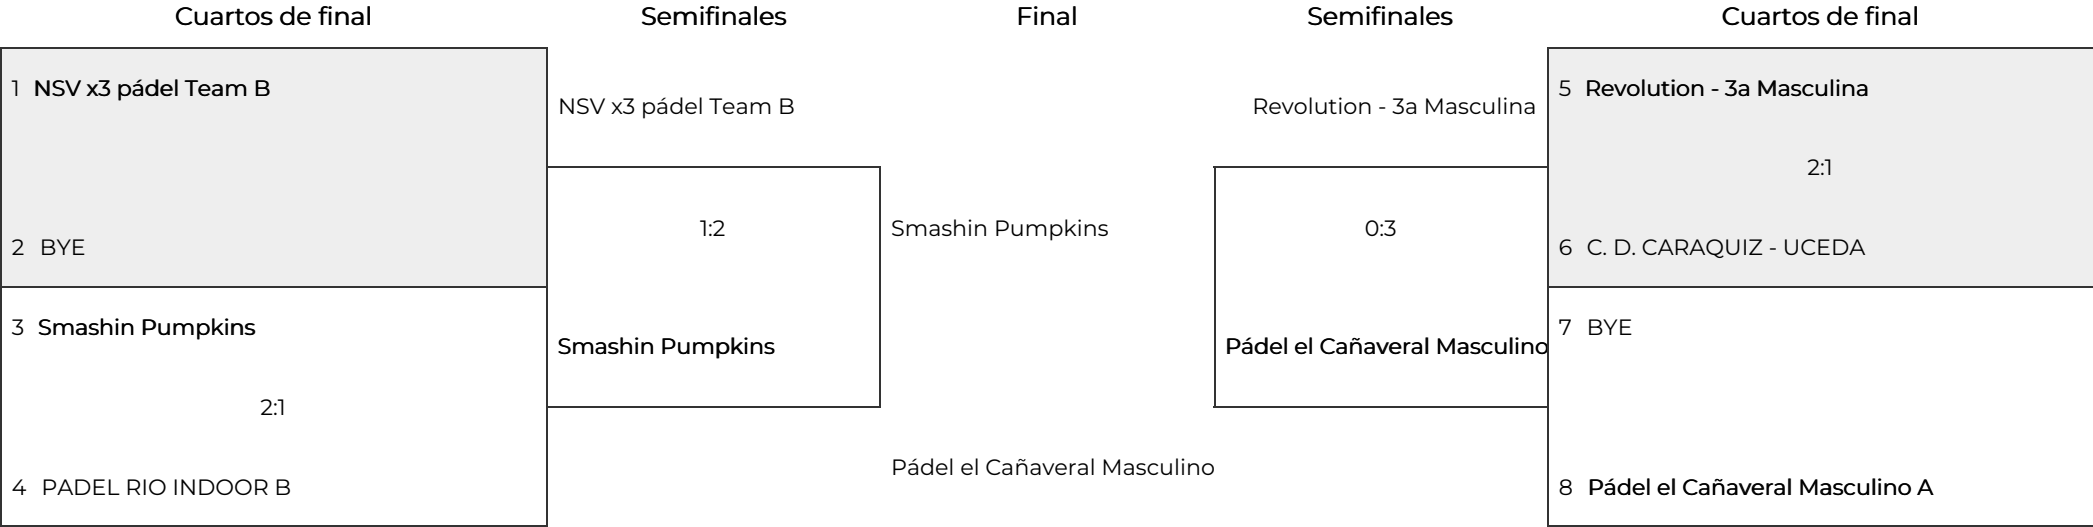 Cuartos de final
Semifinales
Final
Semifinales
Cuartos de final
1 NSV x3 pádel Team B
2 BYE
3 Smashin Pumpkins
2:1
4 PADEL RIO INDOOR B
NSV x3 pádel Team B
1:2
Smashin Pumpkins
Smashin Pumpkins
Pádel el Cañaveral Masculino
Revolution - 3a Masculina
0:3
Pádel el Cañaveral Masculino
5 Revolution - 3a Masculina
2:1
6 C. D. CARAQUIZ - UCEDA
7 BYE
8 Pádel el Cañaveral Masculino A